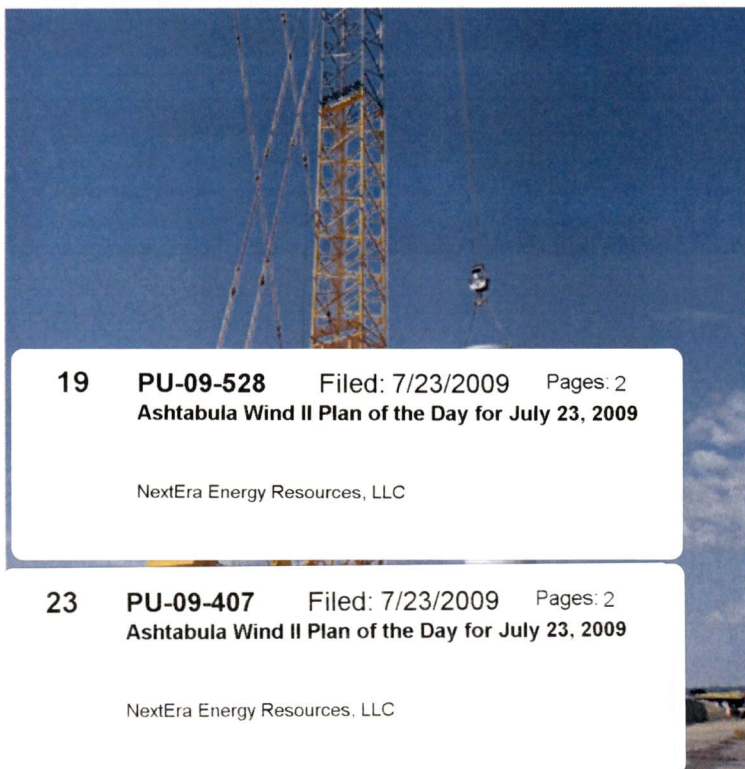 19 PU-09-528 Filed: 7/23/2009 Pages: 2
Ashtabula Wind II Plan of the Day for July 23, 2009
NextEra Energy Resources, LLC
23 PU-09-407 Filed: 7/23/2009 Pages: 2
Ashtabula Wind II Plan of the Day for July 23, 2009
NextEra Energy Resources, LLC